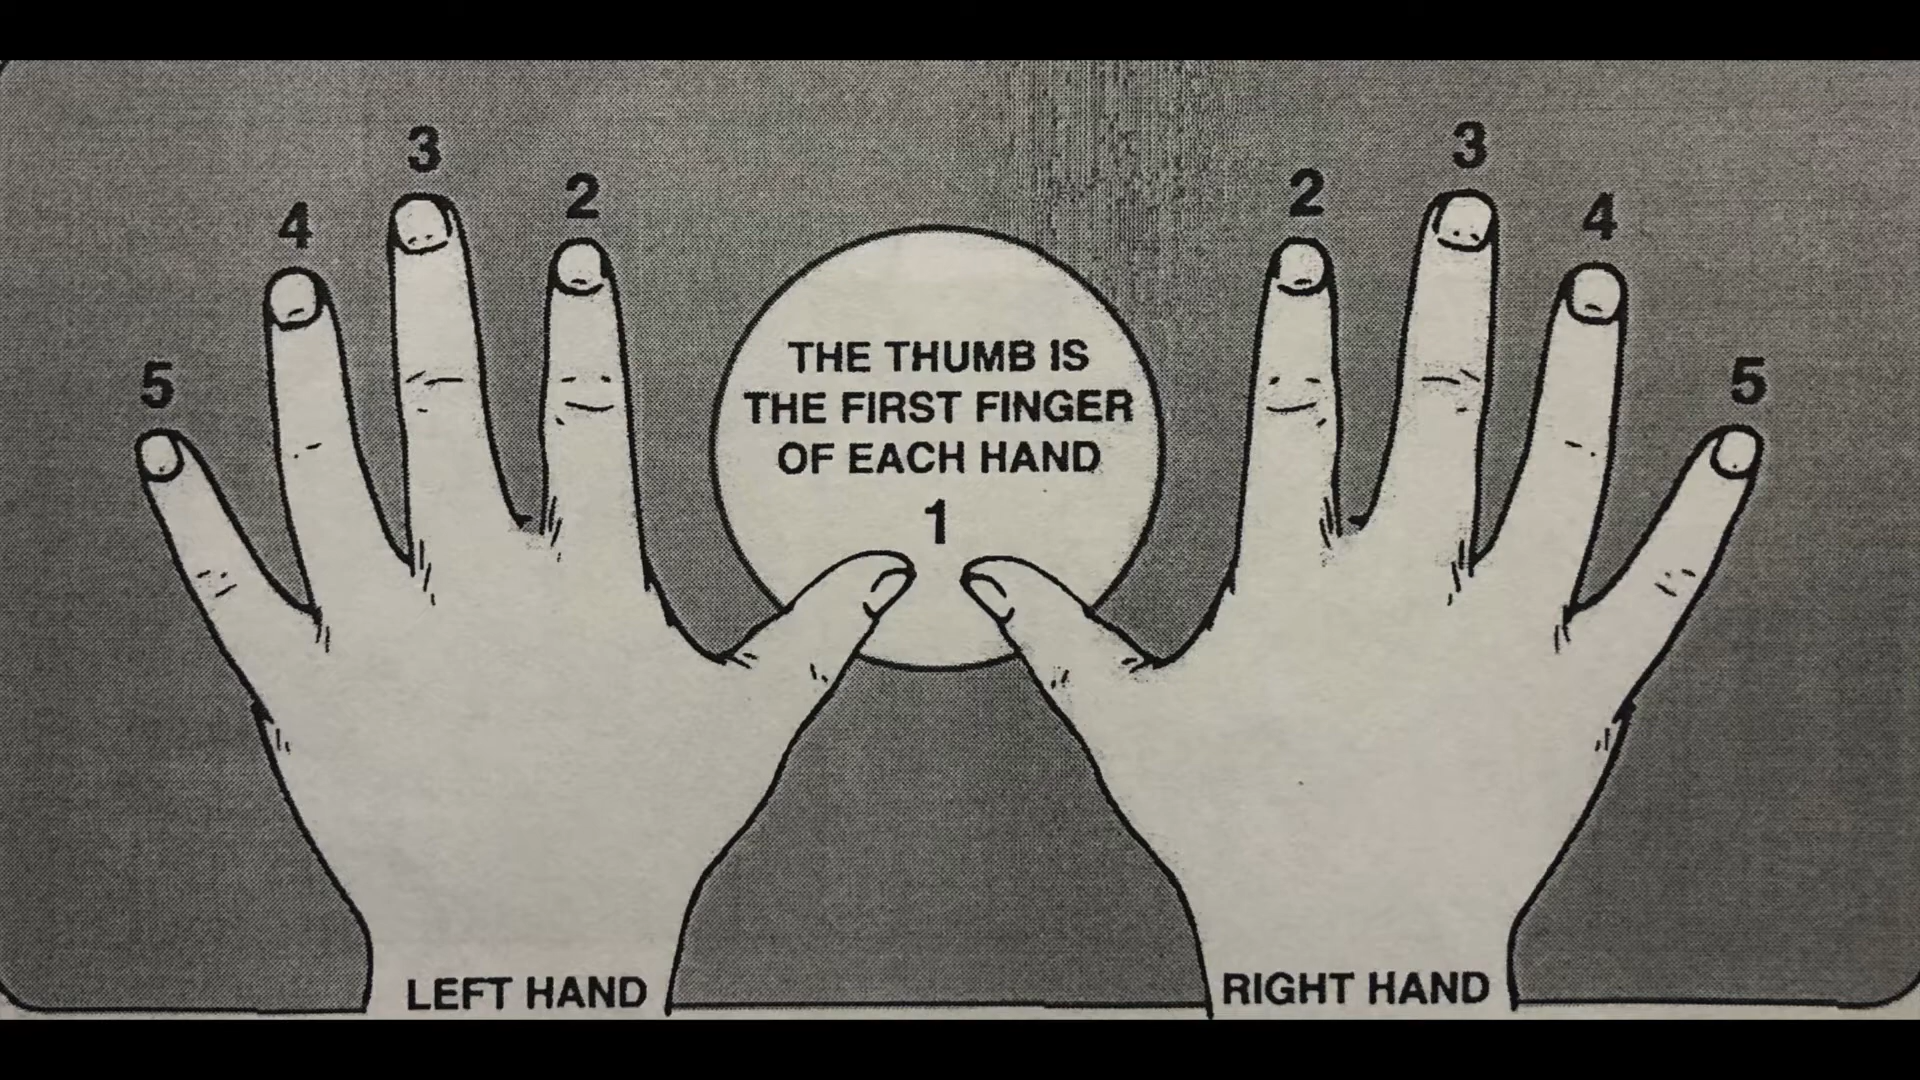 3
3
2
2
4
4
5
5
THE THUMB IS
THE FIRST FINGER
OF EACH HAND
1
LEFT HAND
RIGHT HAND